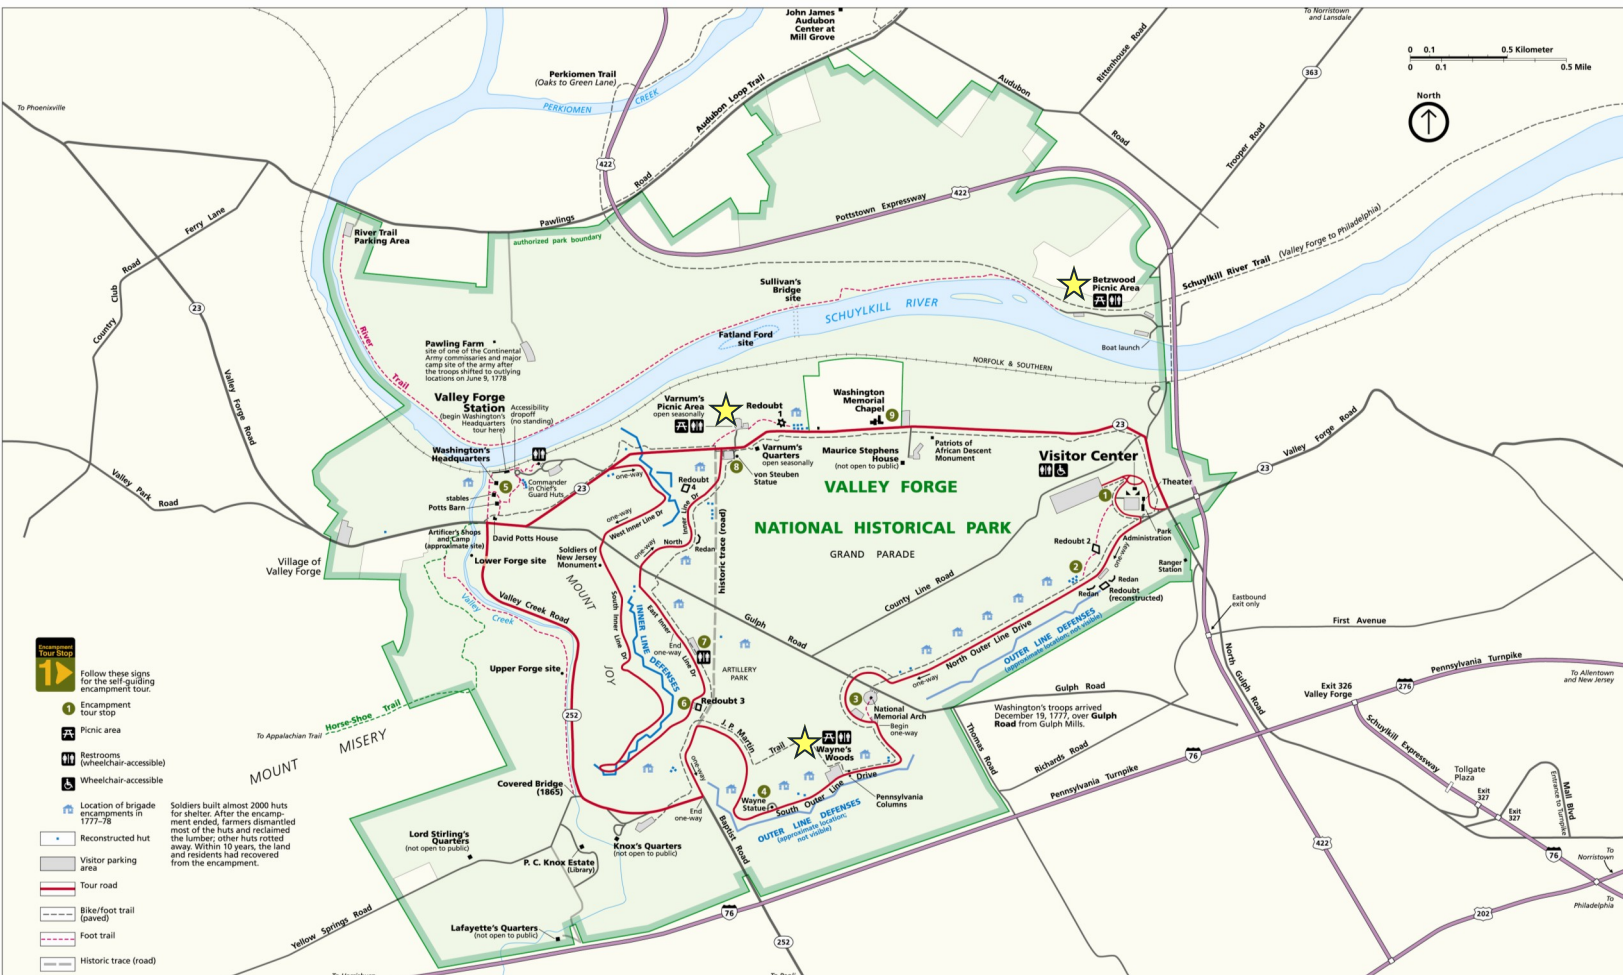 John James
Audubon
Center at
Mill Grove
To Norristown
and Lansdale
Perkiomen Trail
(Oaks to Green Lane)
PERKIOMEN
CREEK
Audubon Loop Trail
Audubon
Road
Rittenhouse Road
363
Trooper Road
0 0.1 0.5 Kilometer
0 0.1 0.5 Mile
North
To Phoenixville
422
Road
Pawlings
422
Pottstown Expressway
Ferry Lane
River Trail
Parking Area
authorized park boundary
Schuylkill River Trail (Valley Forge to Philadelphia)
Country Club Road
23
Valley Forge Road
River
Trail
Sullivan's
Bridge
site
Betzwood
Picnic Area
SCHUYLKILL RIVER
Fatland Ford
site
Boat launch
Pawling Farm
site of one of the Continental
Army commissaries and major
camp site of the army after
the troops shifted to outlying
locations on June 9, 1778
NORFOLK & SOUTHERN
Valley Forge
Station
(begin Washington's
Headquarters
tour here)
Accessibility
dropoff
(no standing)
Varnum's
Picnic Area
open seasonally
Redoubt
1
Washington
Memorial
Chapel
9
23
Washington's
Headquarters
Varnum's
Quarters
open seasonally
Maurice Stephens
House
(not open to public)
Patriots of
African Descent
Monument
Visitor Center
Theater
23
Valley Forge Road
Valley Park Road
stables
Potts Barn
5
Commander
in Chief's
Guard Huts
23
one-way
Redoubt
4
8
von Steuben
Statue
VALLEY FORGE
NATIONAL HISTORICAL PARK
GRAND PARADE
1
Park
Administration
Artificer's Shops
and Camp
(approximate site)
David Potts House
one-way
West Inner Line Dr
North Inner Line Dr
one-way
Redan
historic trace (road)
Redoubt 2
one-way
Ranger
Station
Village of
Valley Forge
Lower Forge site
Soldiers of
New Jersey
Monument
2
Redan
Redan
Redoubt
(reconstructed)
Valley
Creek
Valley Creek Road
MOUNT
JOY
South Inner Line Dr
INNER LINE DEFENSES
East Inner Line Dr
Gulph Road
County Line Road
North Outer Line Drive
OUTER LINE DEFENSES
(approximate location; not visible)
one-way
Eastbound
exit only
First Avenue
End
one-way
7
ARTILLERY
PARK
Encampment
Tour Stop
1
Follow these signs
for the self-guiding
encampment tour.
1 Encampment
tour stop
Picnic area
Restrooms
(wheelchair-accessible)
Wheelchair-accessible
Location of brigade
encampments in
1777–78
Reconstructed hut
Visitor parking
area
Tour road
Bike/foot trail
(paved)
Foot trail
Historic trace (road)
Soldiers built almost 2000 huts
for shelter. After the encamp-
ment ended, farmers dismantled
most of the huts and reclaimed
the lumber; other huts rotted
away. Within 10 years, the land
and residents had recovered
from the encampment.
Upper Forge site
Horse-Shoe Trail
To Appalachian Trail
MOUNT MISERY
252
6
Redoubt 3
3
National
Memorial Arch
Begin
one-way
Gulph Road
Washington's troops arrived
December 19, 1777, over Gulph
Road from Gulph Mills.
North Gulph Road
Exit 326
Valley Forge
276
Pennsylvania Turnpike
To Allentown
and New Jersey
J. P. Martin
Trail
Wayne's
Woods
Thomas Road
Richards Road
76
Pennsylvania Turnpike
Schuylkill Expressway
Tollgate
Plaza
Exit
327
Exit
327
Mall Blvd
Entrance to Turnpike
Covered Bridge
(1865)
one-way
4
Wayne
Statue
South Outer Line Drive
Pennsylvania
Columns
OUTER LINE DEFENSES
(approximate location;
not visible)
End
one-way
Baptist Road
Lord Stirling's
Quarters
(not open to public)
Knox's Quarters
(not open to public)
P. C. Knox Estate
(Library)
422
76
To
Norristown
To
Philadelphia
202
Yellow Springs Road
Lafayette's Quarters
(not open to public)
76
252